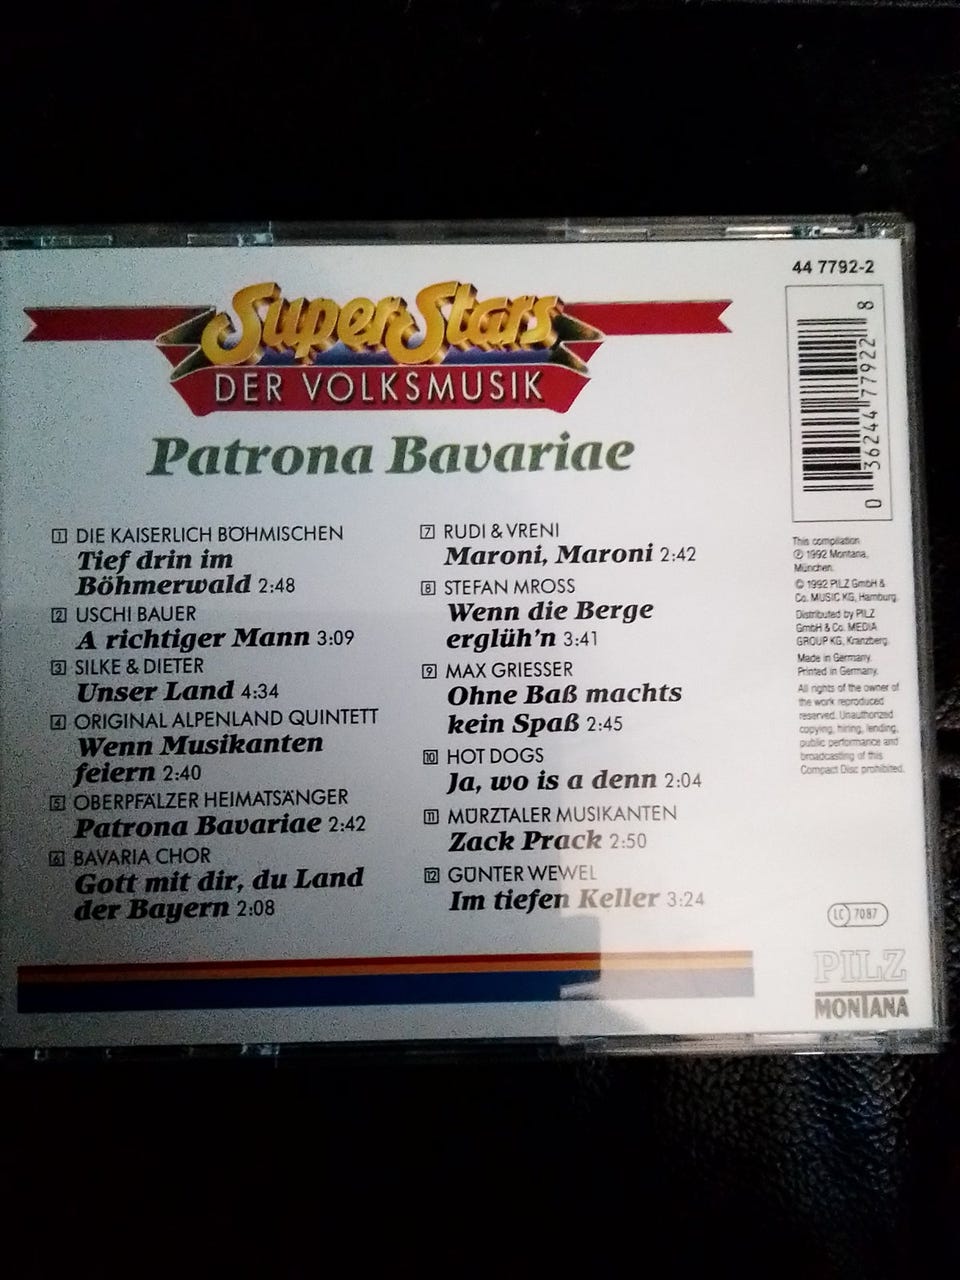 Super Stars
DER VOLKSMUSIK
Patrona Bavariae
1 DIE KAISERLICH BÖHMISCHEN
Tief drin im
Böhmerwald 2:48
2 USCHI BAUER
A richtiger Mann 3:09
3 SILKE & DIETER
Unser Land 4:34
4 ORIGINAL ALPENLAND QUINTETT
Wenn Musikanten
feiern 2:40
5 OBERPFÄLZER HEIMATSÄNGER
Patrona Bavariae 2:42
6 BAVARIA CHOR
Gott mit dir, du Land
der Bayern 2:08
7 RUDI & VRENI
Maroni, Maroni 2:42
8 STEFAN MROSS
Wenn die Berge
erglüh'n 3:41
9 MAX GRIESSER
Ohne Baß machts
kein Spaß 2:45
10 HOT DOGS
Ja, wo is a denn 2:04
11 MÜRZTALER MUSIKANTEN
Zack Prack 2:50
12 GÜNTER WEWEL
Im tiefen Keller 3:24
44 7792-2
0 36244 77922 8
This compilation
℗ 1992 Montana,
München.
© 1992 PILZ GmbH &
Co. MUSIC KG, Hamburg.
Distributed by PILZ
GmbH & Co. MEDIA
GROUP KG, Kranzberg.
Made in Germany.
Printed in Germany.
All rights of the owner of
the work reproduced
reserved. Unauthorized
copying, hiring, lending,
public performance and
broadcasting of this
Compact Disc prohibited.
LC 7087
PILZ
MONTANA